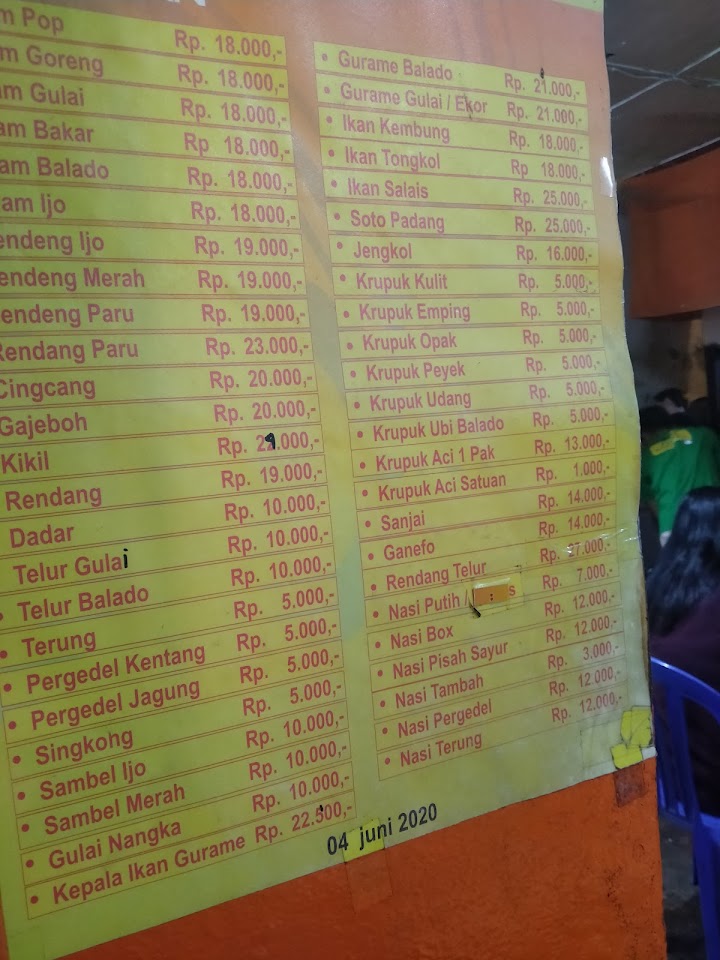 m Pop Rp. 18.000,-
m Goreng Rp. 18.000,-
am Gulai Rp. 18.000,-
am Bakar Rp 18.000,-
am Balado Rp. 18.000,-
am Ijo Rp. 18.000,-
endeng Ijo Rp. 19.000,-
endeng Merah Rp. 19.000,-
endeng Paru Rp. 19.000,-
Rendang Paru Rp. 23.000,-
Cingcang Rp. 20.000,-
Gajeboh Rp. 20.000,-
Kikil Rp. 29.000,-
Rendang Rp. 19.000,-
Dadar Rp. 10.000,-
Telur Gulai Rp. 10.000,-
• Telur Balado Rp. 10.000,-
• Terung Rp. 5.000,-
• Pergedel Kentang Rp. 5.000,-
• Pergedel Jagung Rp. 5.000,-
• Singkohg Rp. 5.000,-
• Sambel Ijo Rp. 10.000,-
• Sambel Merah Rp. 10.000,-
• Gulai Nangka Rp. 10.000,-
• Kepala Ikan Gurame Rp. 22.500,-
• Gurame Balado Rp. 21.000,-
• Gurame Gulai / Ekor Rp. 21.000,-
• Ikan Kembung Rp. 18.000,-
• Ikan Tongkol Rp 18.000,-
• Ikan Salais Rp. 25.000,-
• Soto Padang Rp. 25.000,-
• Jengkol Rp. 16.000,-
• Krupuk Kulit Rp. 5.000,-
• Krupuk Emping Rp. 5.000,-
• Krupuk Opak Rp. 5.000,-
• Krupuk Peyek Rp. 5.000,-
• Krupuk Udang Rp. 5.000,-
• Krupuk Ubi Balado Rp. 5.000,-
• Krupuk Aci 1 Pak Rp. 13.000,-
• Krupuk Aci Satuan Rp. 1.000,-
• Sanjai Rp. 14.000,-
• Ganefo Rp. 14.000,-
• Rendang Telur Rp. 27.000,-
• Nasi Putih / Rp. 7.000,-
• Nasi Box Rp. 12.000,-
• Nasi Pisah Sayur Rp. 12.000,-
• Nasi Tambah Rp. 3.000,-
• Nasi Pergedel Rp. 12.000,-
• Nasi Terung Rp. 12.000,-
04 juni 2020